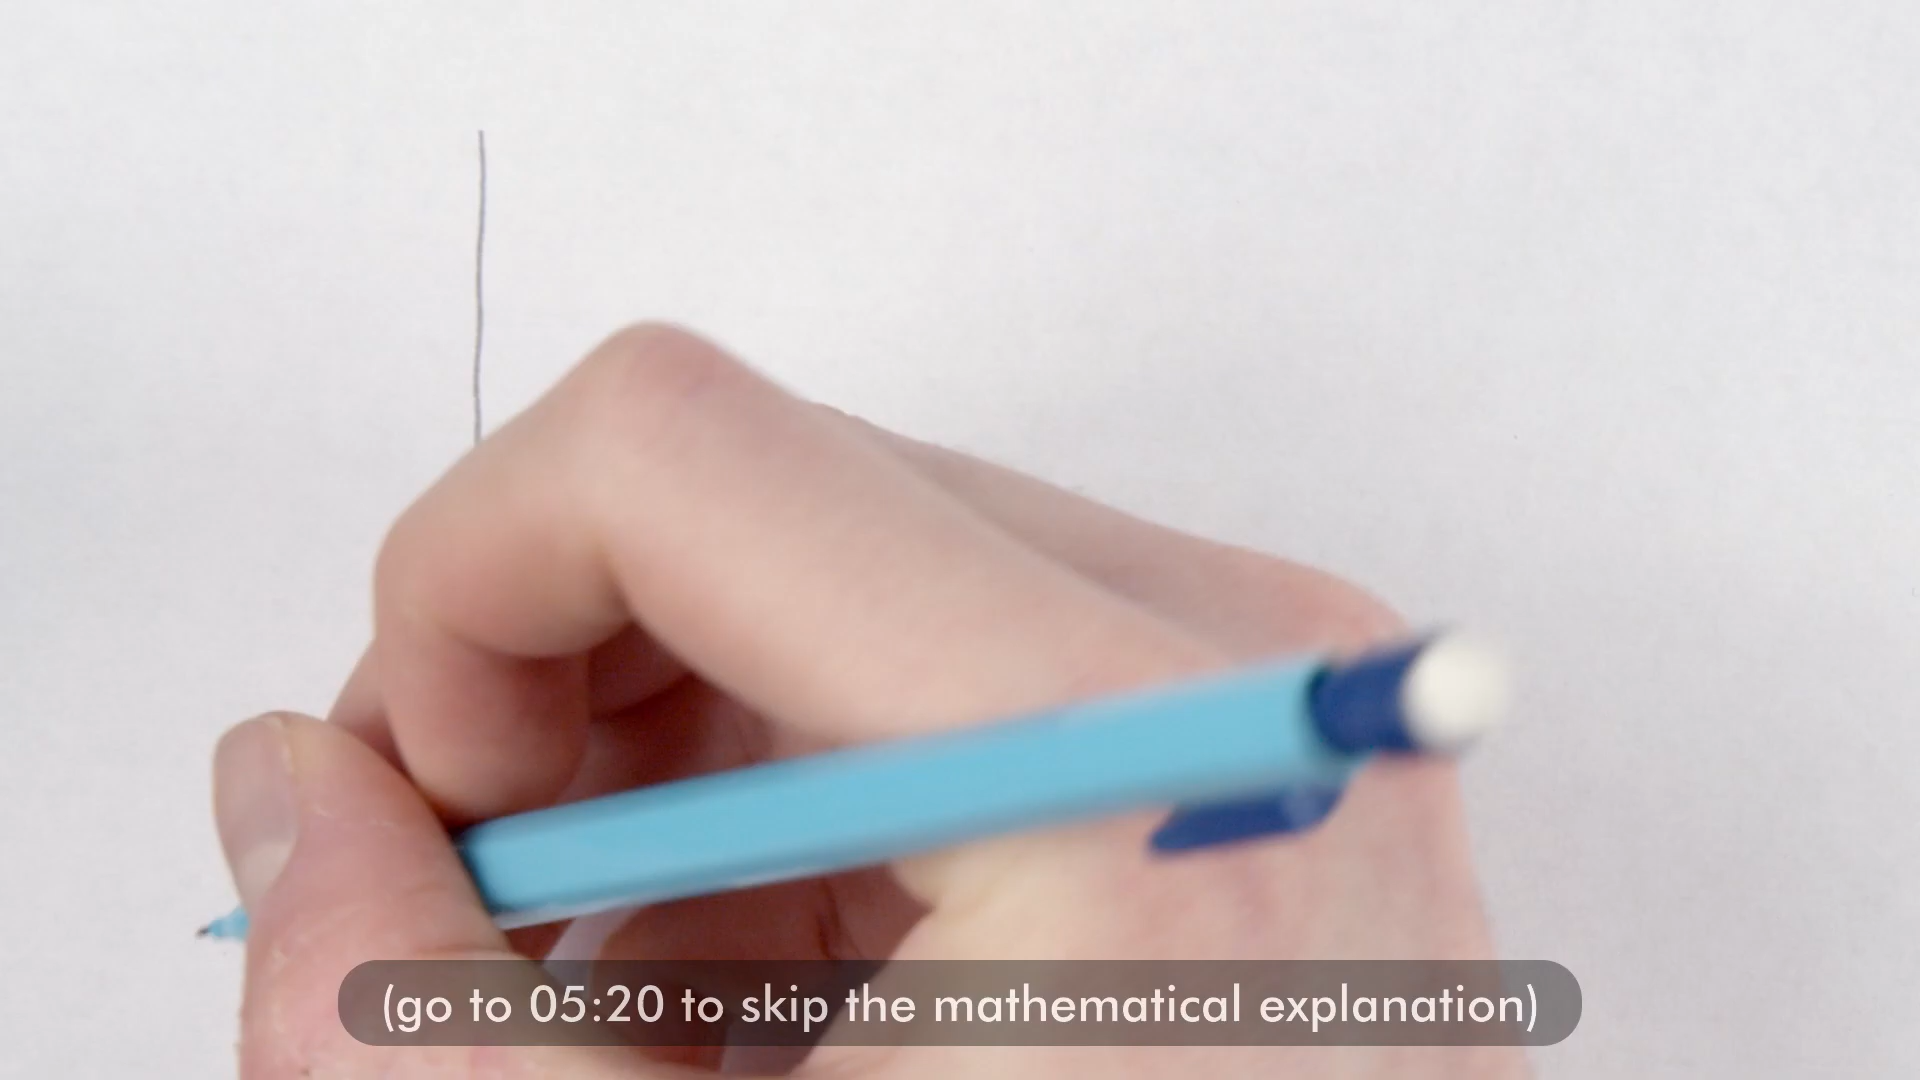 (go to 05:20 to skip the mathematical explanation)